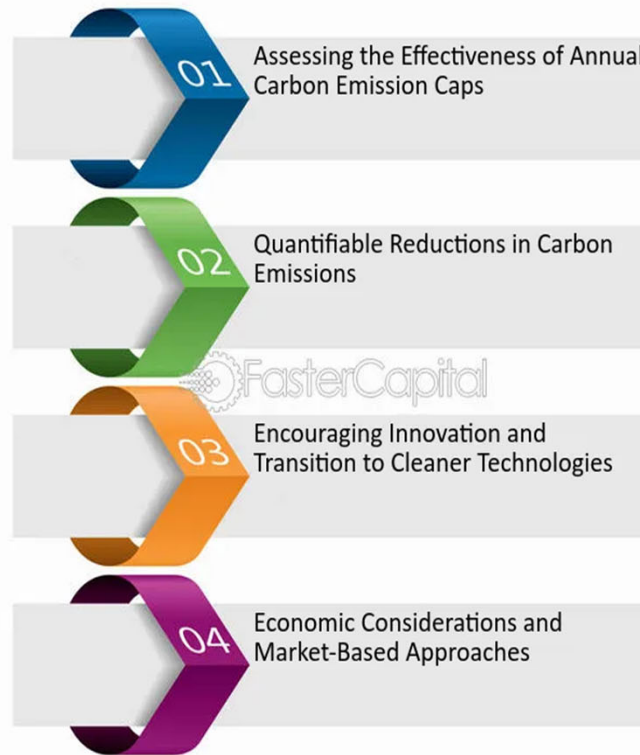 01
Assessing the Effectiveness of Annual
Carbon Emission Caps
02
Quantifiable Reductions in Carbon
Emissions
FasterCapital
03
Encouraging Innovation and
Transition to Cleaner Technologies
04
Economic Considerations and
Market-Based Approaches